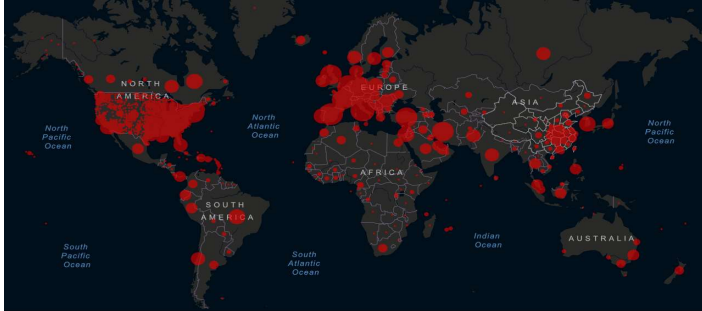 NORTH
AMERICA
EUROPE
ASIA
North
Pacific
Ocean
North
Atlantic
Ocean
North
Pacific
Ocean
AFRICA
SOUTH
AMERICA
Indian
Ocean
AUSTRALIA
South
Pacific
Ocean
South
Atlantic
Ocean